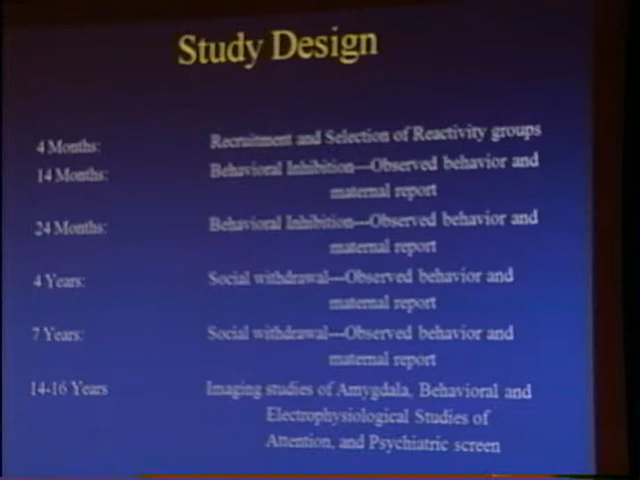 Study Design
4 Months: Recruitment and Selection of Reactivity groups
14 Months: Behavioral Inhibition—Observed behavior and
maternal report
24 Months: Behavioral Inhibition—Observed behavior and
maternal report
4 Years: Social withdrawal—Observed behavior and
maternal report
7 Years: Social withdrawal—Observed behavior and
maternal report
14-16 Years Imaging studies of Amygdala, Behavioral and
Electrophysiological Studies of
Attention, and Psychiatric screen